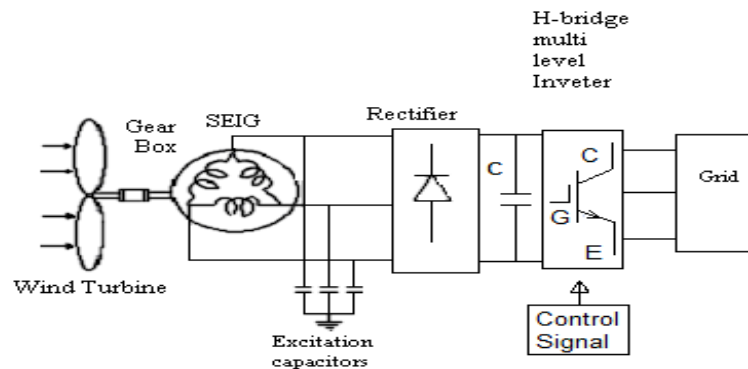 H-bridge
multi
level
Inveter
Rectifier
SEIG
Gear
Box
C
C
G
E
Grid
Wind Turbine
Excitation
capacitors
Control
Signal